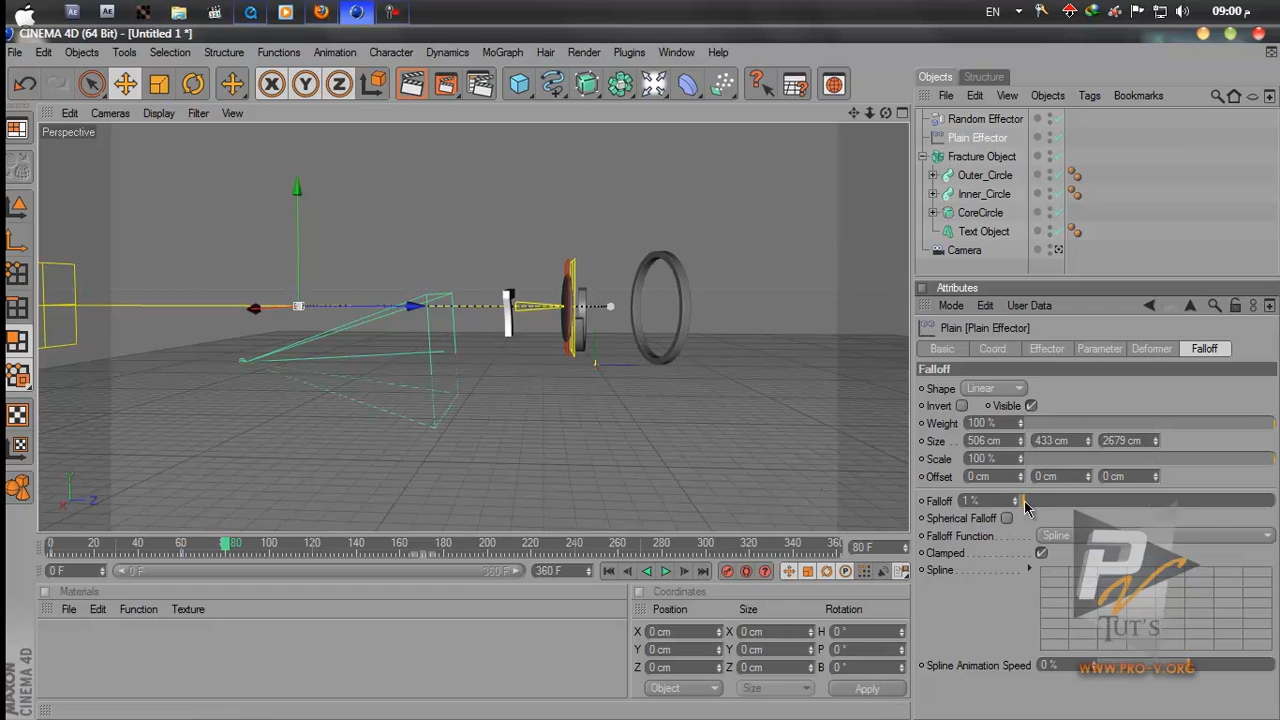 EN
09:00 م
CINEMA 4D (64 Bit) - [Untitled 1 *]
File Edit Objects Tools Selection Structure Functions Animation Character Dynamics MoGraph Hair Render Plugins Window Help
X Y Z
Edit Cameras Display Filter View
Perspective
Y
X Z
0 20 40 60 80 100 120 140 160 180 200 220 240 260 280 300 320 340 36
80 F
0 F
0 F
360 F
360 F
Materials
File Edit Function Texture
Coordinates
Position Size Rotation
X 0 cm X 0 cm H 0 °
Y 0 cm Y 0 cm P 0 °
Z 0 cm Z 0 cm B 0 °
Object Size Apply
MAXON
CINEMA 4D
Objects Structure
File Edit View Objects Tags Bookmarks
Random Effector
Plain Effector
Fracture Object
Outer_Circle
Inner_Circle
CoreCircle
Text Object
Camera
Attributes
Mode Edit User Data
Plain [Plain Effector]
Basic Coord. Effector Parameter Deformer Falloff
Falloff
Shape Linear
Invert Visible
Weight 100 %
Size . . 506 cm 433 cm 2679 cm
Scale 100 %
Offset 0 cm 0 cm 0 cm
Falloff 1 %
Spherical Falloff
Falloff Function Spline
Clamped
Spline
Spline Animation Speed 0 %
PV
TUT'S
WWW.PRO-V.ORG